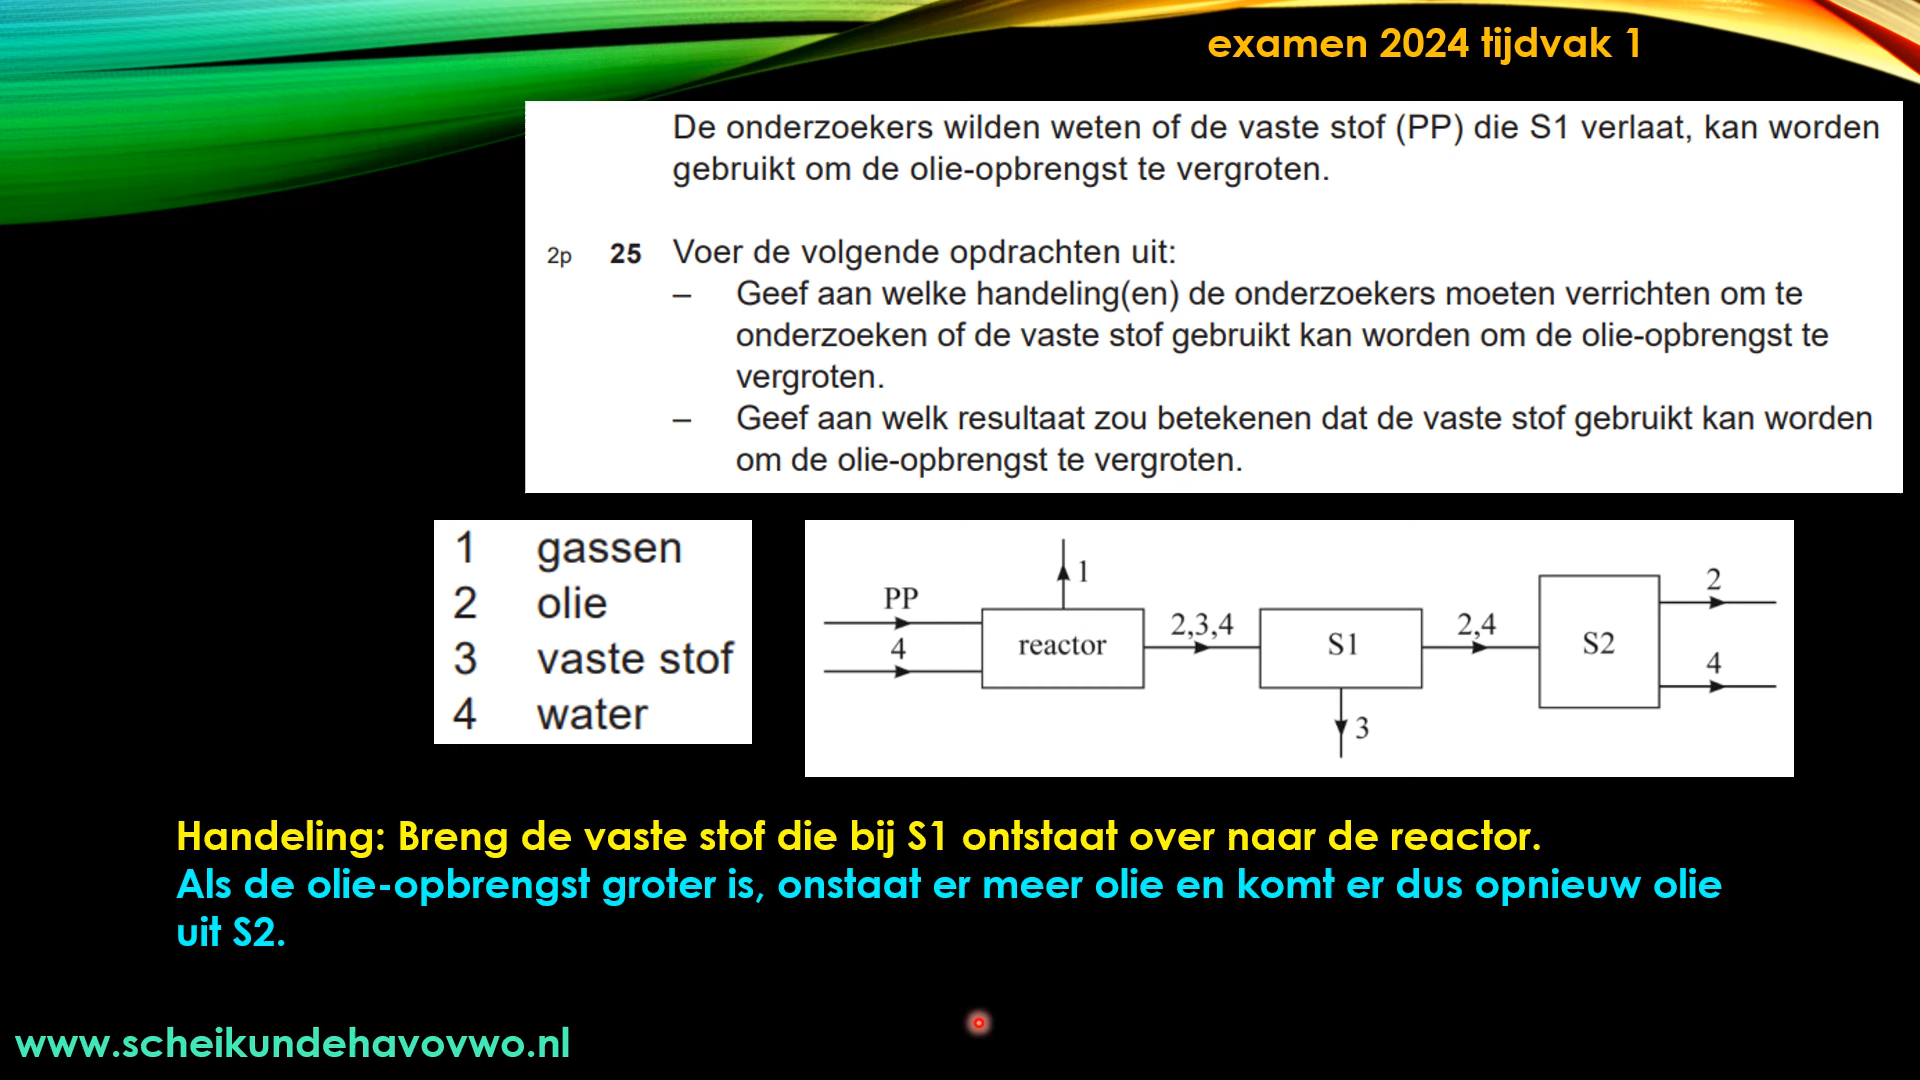 examen 2024 tijdvak 1
De onderzoekers wilden weten of de vaste stof (PP) die S1 verlaat, kan worden
gebruikt om de olie-opbrengst te vergroten.
2p 25 Voer de volgende opdrachten uit:
– Geef aan welke handeling(en) de onderzoekers moeten verrichten om te
onderzoeken of de vaste stof gebruikt kan worden om de olie-opbrengst te
vergroten.
– Geef aan welk resultaat zou betekenen dat de vaste stof gebruikt kan worden
om de olie-opbrengst te vergroten.
1 gassen
2 olie
3 vaste stof
4 water
PP
4
1
reactor
2,3,4
S1
3
2,4
S2
2
4
Handeling: Breng de vaste stof die bij S1 ontstaat over naar de reactor.
Als de olie-opbrengst groter is, onstaat er meer olie en komt er dus opnieuw olie
uit S2.
www.scheikundehavovwo.nl